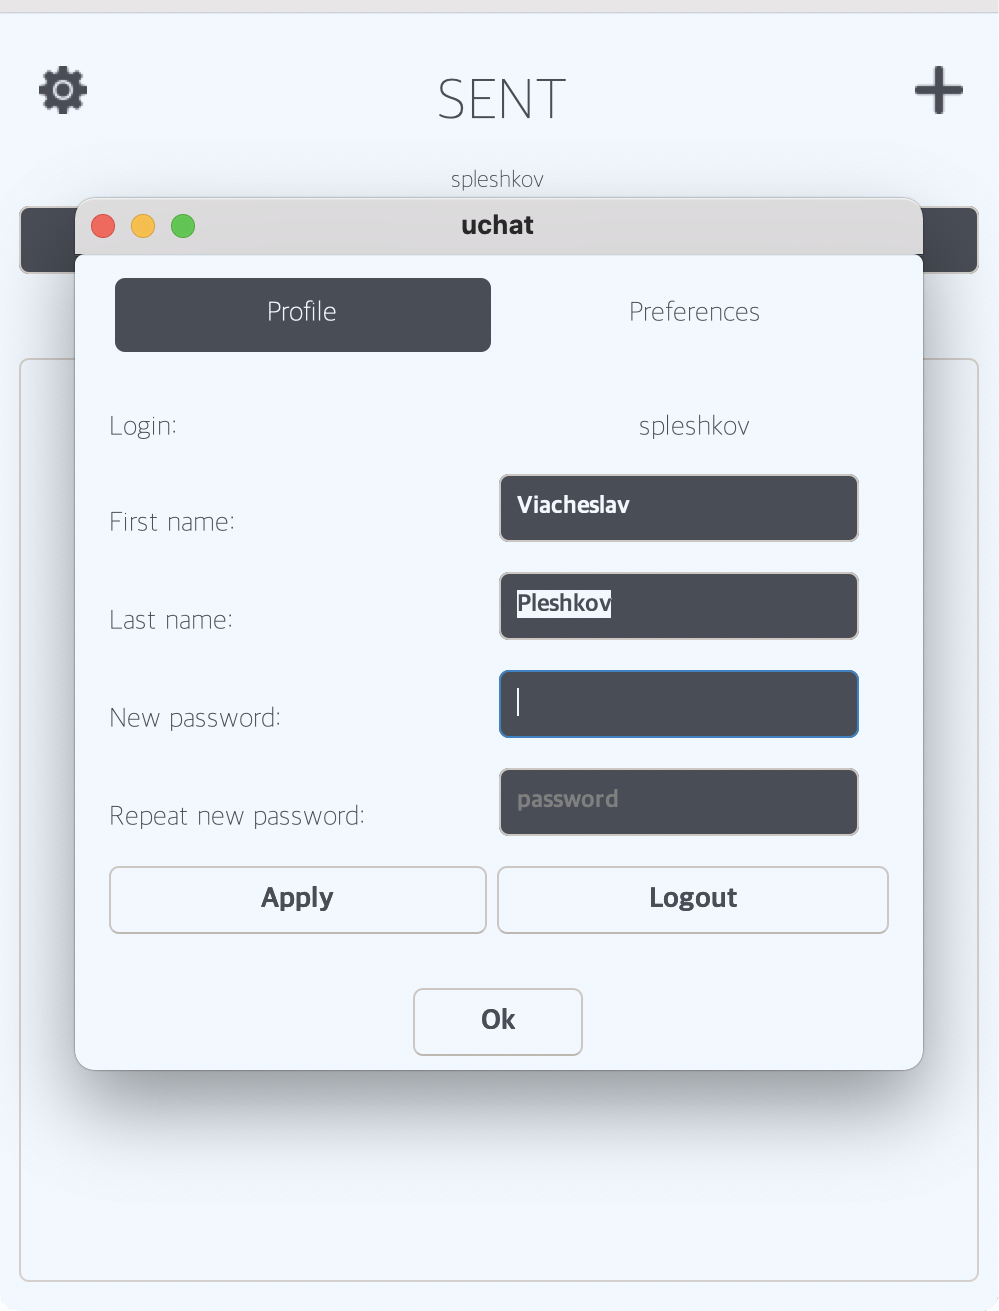 SENT
spleshkov
uchat
Profile Preferences
Login: spleshkov
First name: Viacheslav
Last name: Pleshkov
New password:
Repeat new password: password
Apply Logout
Ok